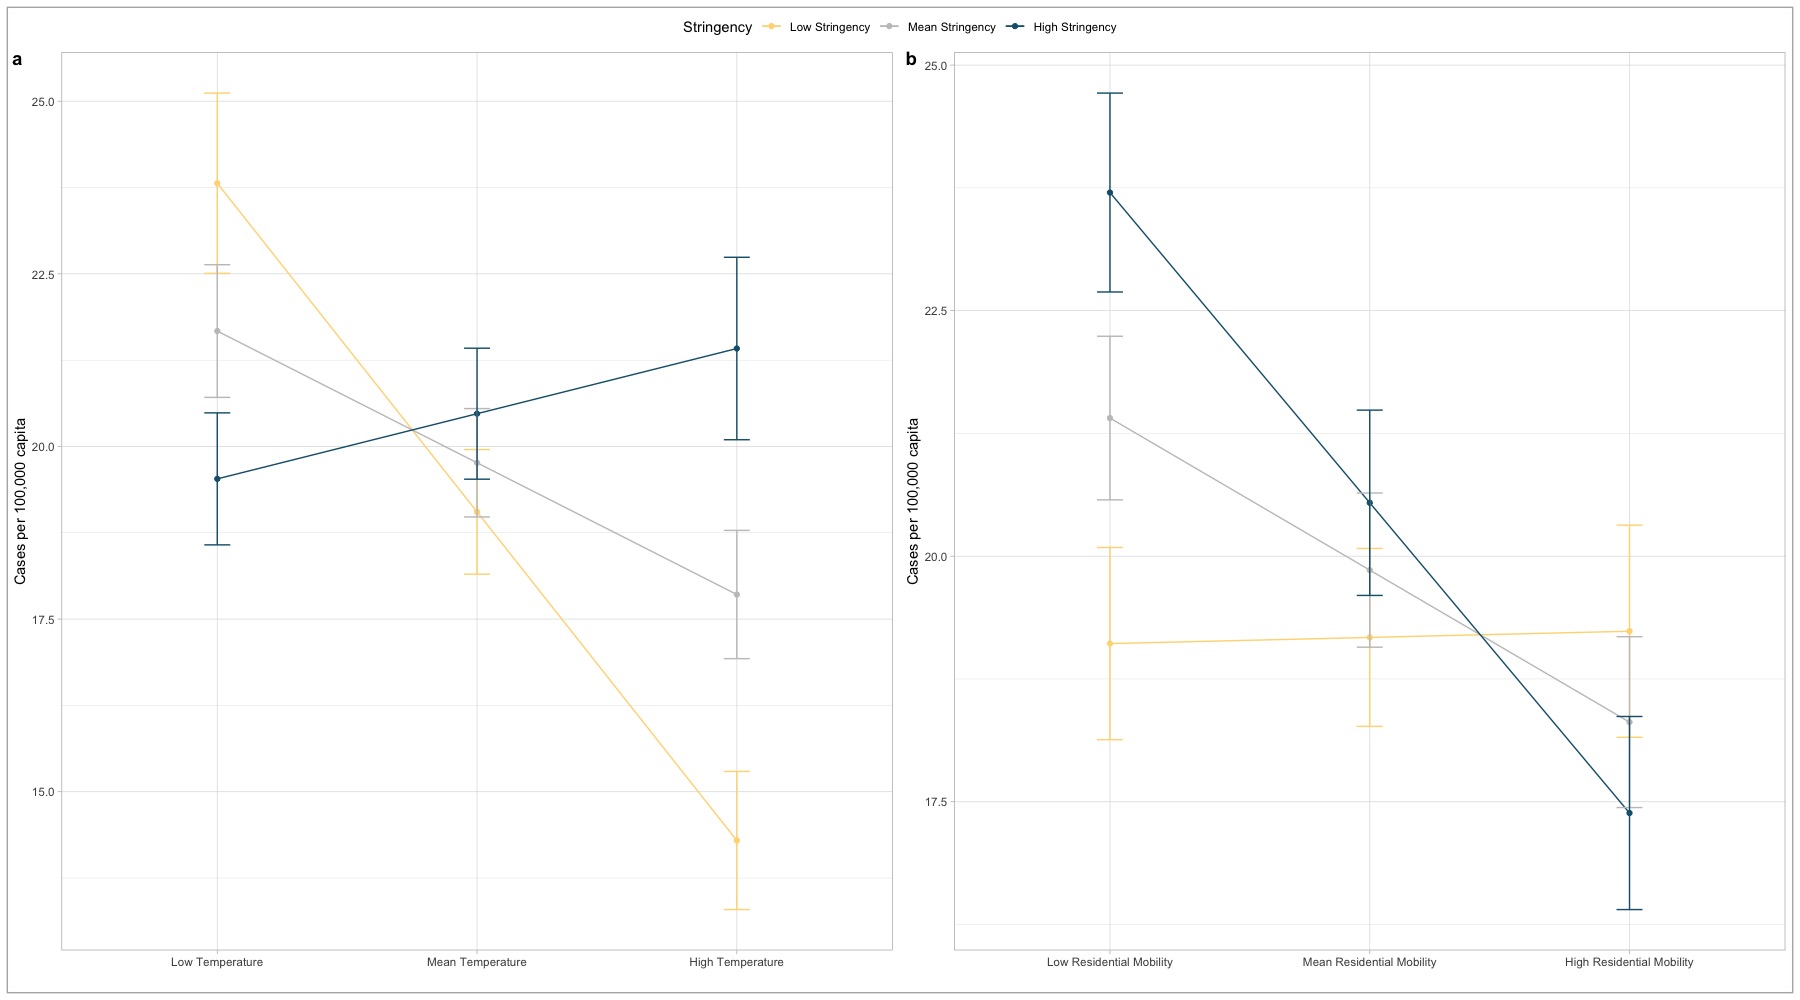 Stringency Low Stringency Mean Stringency High Stringency
a
25.0
22.5
20.0
17.5
15.0
Cases per 100,000 capita
Low Temperature Mean Temperature High Temperature
b
25.0
22.5
20.0
17.5
Cases per 100,000 capita
Low Residential Mobility Mean Residential Mobility High Residential Mobility